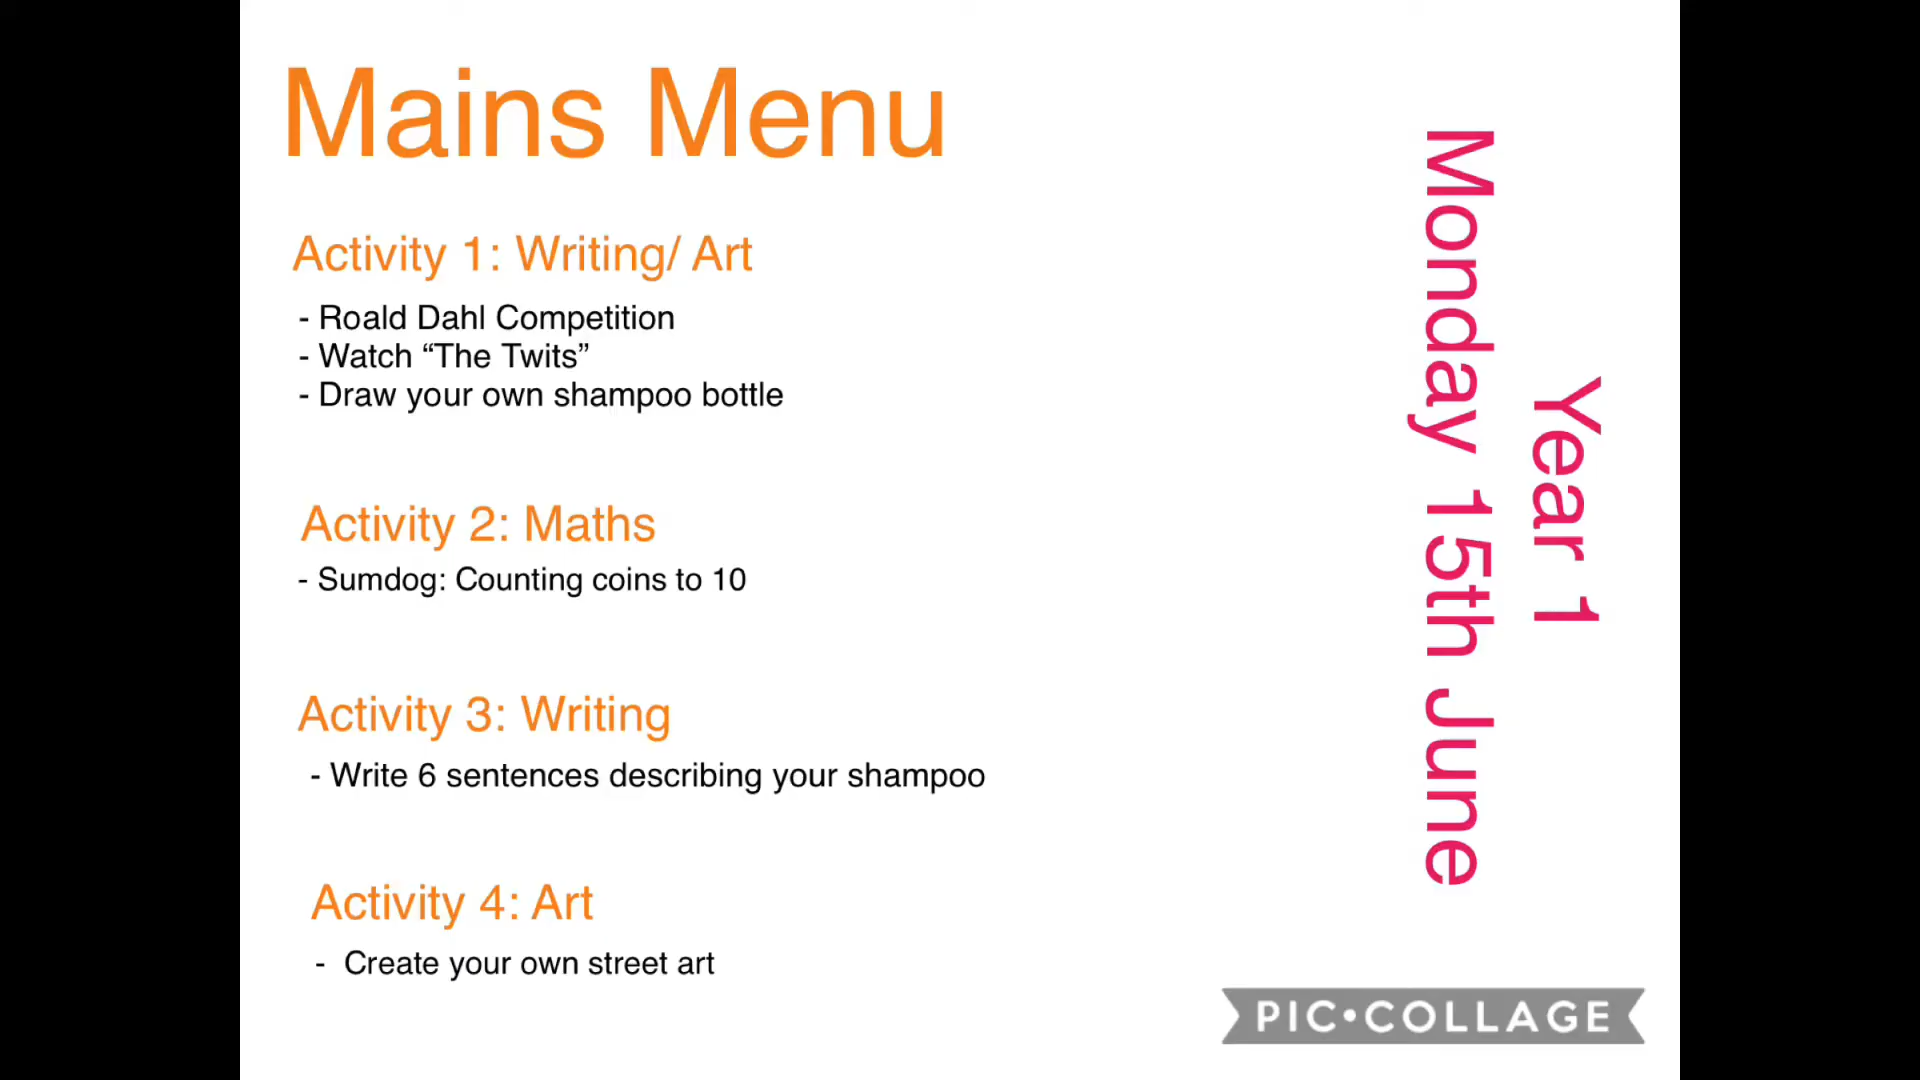 Mains Menu
Activity 1: Writing/ Art
- Roald Dahl Competition
- Watch “The Twits”
- Draw your own shampoo bottle
Activity 2: Maths
- Sumdog: Counting coins to 10
Activity 3: Writing
- Write 6 sentences describing your shampoo
Activity 4: Art
- Create your own street art
Year 1
Monday 15th June
PIC•COLLAGE